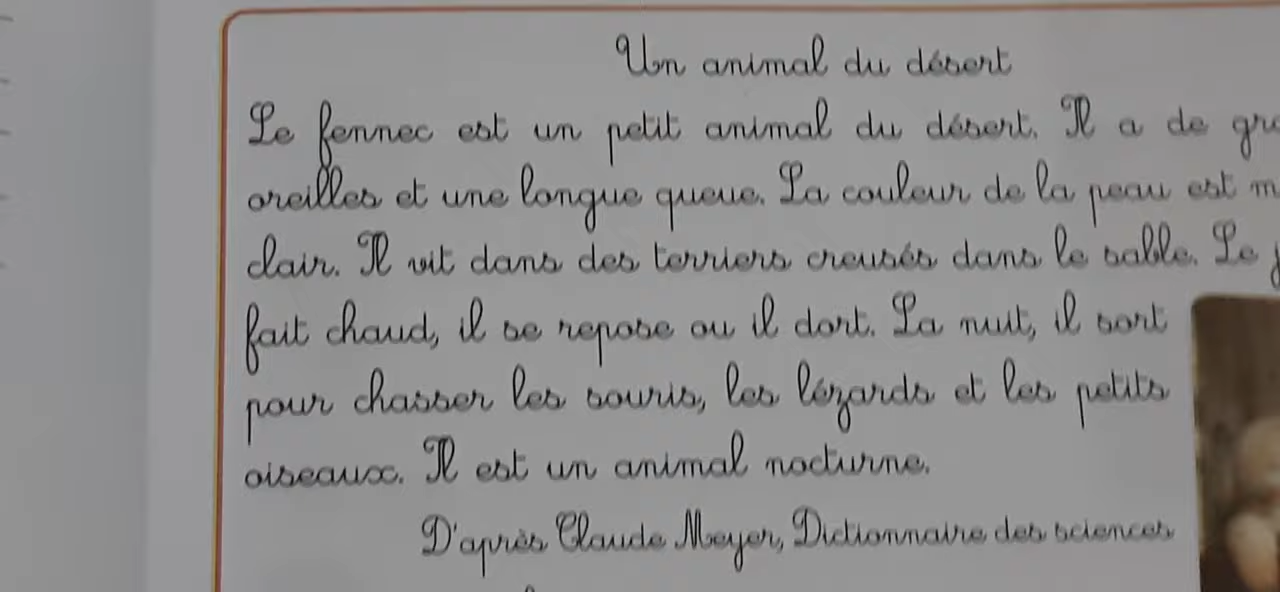 Un animal du désert
Le fennec est un petit animal du désert. Il a de
oreilles et une longue queue. La couleur de la peau est
clair. Il vit dans des terriers creusés dans le sable. Le
fait chaud, il se repose ou il dort. La nuit, il sort
pour chasser les souris, les lézards et les petits
oiseaux. Il est un animal nocturne.
D'après Claude Meyer, Dictionnaire des sciences